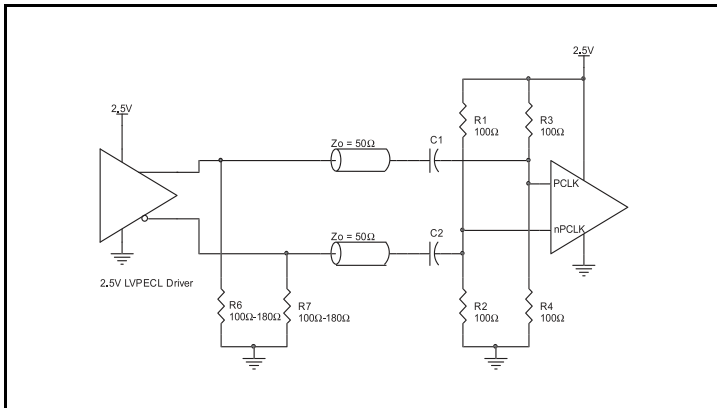 2.5V
2.5V
R1
100Ω
R3
100Ω
Zo = 50Ω
C1
PCLK
nPCLK
Zo = 50Ω
C2
2.5V LVPECL Driver
R6
100Ω-180Ω
R7
100Ω-180Ω
R2
100Ω
R4
100Ω